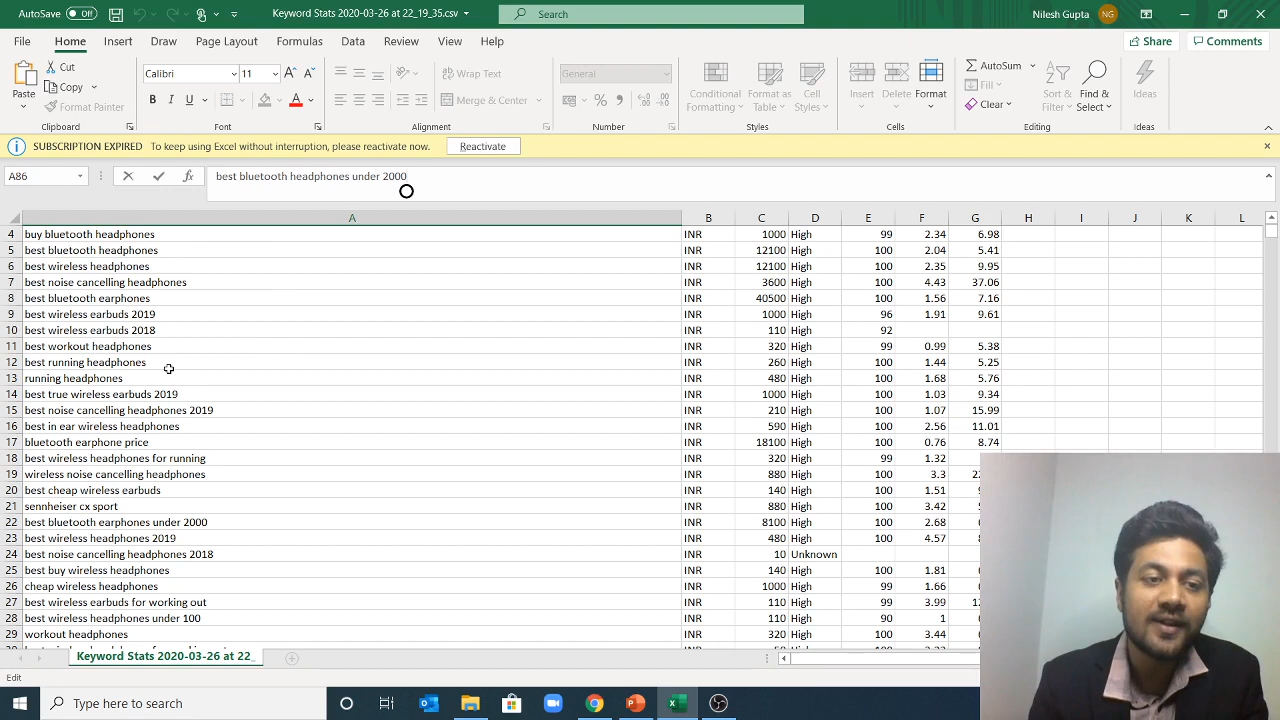 AutoSave Off Keyword Stats 2020-03-26 at 22_19_35.csv Search Nilesh Gupta NG
File Home Insert Draw Page Layout Formulas Data Review View Help Share Comments
Paste Cut Copy Format Painter
Calibri 11 A A B I U A
Wrap Text Merge & Center
General %
Conditional Formatting Format as Table Cell Styles
Insert Delete Format
AutoSum Fill Clear Sort & Filter Find & Select Ideas
Clipboard Font Alignment Number Styles Cells Editing Ideas
SUBSCRIPTION EXPIRED To keep using Excel without interruption, please reactivate now. Reactivate
A86 fx best bluetooth headphones under 2000
A B C D E F G H I J K L
4 buy bluetooth headphones INR 1000 High 99 2.34 6.98
5 best bluetooth headphones INR 12100 High 100 2.04 5.41
6 best wireless headphones INR 12100 High 100 2.35 9.95
7 best noise cancelling headphones INR 3600 High 100 4.43 37.06
8 best bluetooth earphones INR 40500 High 100 1.56 7.16
9 best wireless earbuds 2019 INR 1000 High 96 1.91 9.61
10 best wireless earbuds 2018 INR 110 High 92
11 best workout headphones INR 320 High 99 0.99 5.38
12 best running headphones INR 260 High 100 1.44 5.25
13 running headphones INR 480 High 100 1.68 5.76
14 best true wireless earbuds 2019 INR 1000 High 100 1.03 9.34
15 best noise cancelling headphones 2019 INR 210 High 100 1.07 15.99
16 best in ear wireless headphones INR 590 High 100 2.56 11.01
17 bluetooth earphone price INR 18100 High 100 0.76 8.74
18 best wireless headphones for running INR 320 High 99 1.32
19 wireless noise cancelling headphones INR 880 High 100 3.3
20 best cheap wireless earbuds INR 140 High 100 1.51
21 sennheiser cx sport INR 880 High 100 3.42
22 best bluetooth earphones under 2000 INR 8100 High 100 2.68
23 best wireless headphones 2019 INR 480 High 100 4.57
24 best noise cancelling headphones 2018 INR 10 Unknown
25 best buy wireless headphones INR 140 High 100 1.81
26 cheap wireless headphones INR 1000 High 99 1.66
27 best wireless earbuds for working out INR 110 High 99 3.99
28 best wireless headphones under 100 INR 110 High 90 1
29 workout headphones INR 320 High 100 3.44
Keyword Stats 2020-03-26 at 22_
Edit
Type here to search